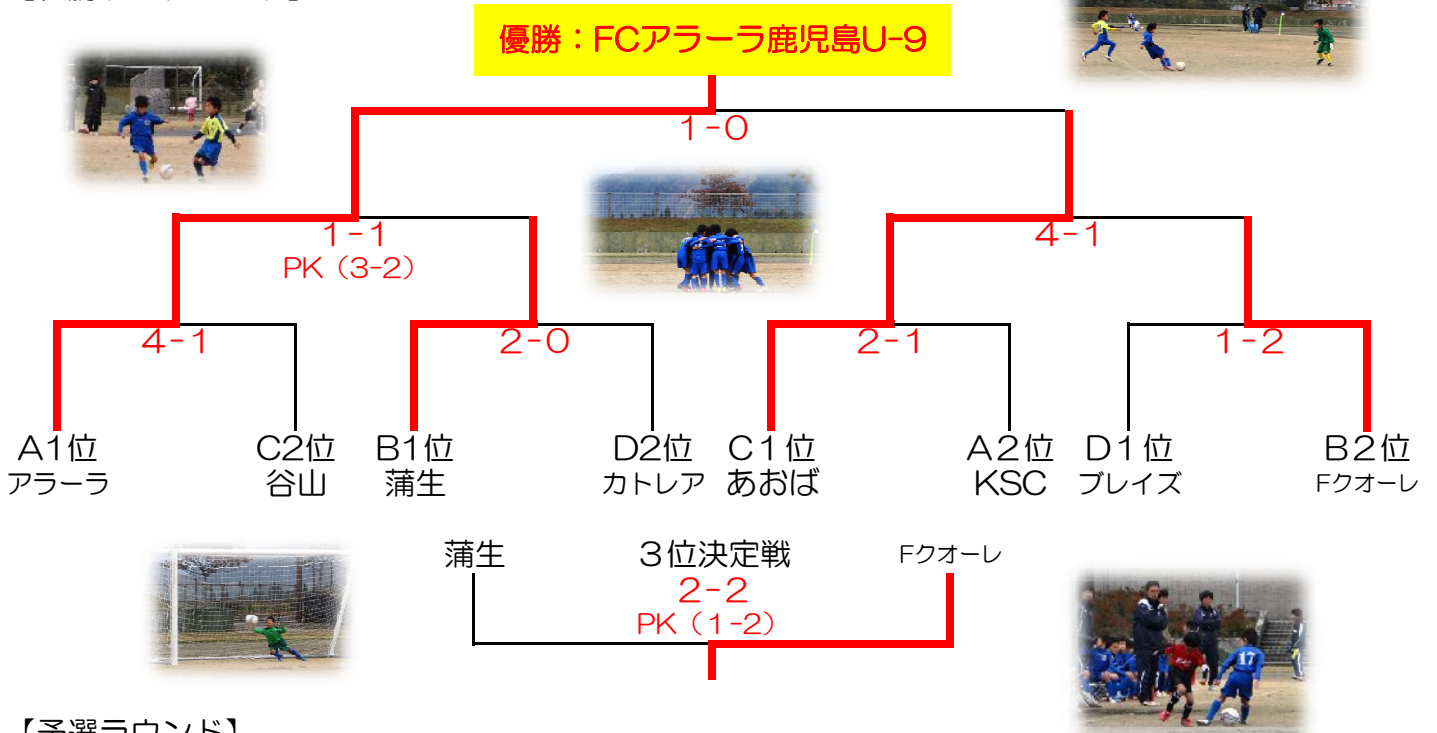 優勝：FCアラーラ鹿児島U-9
1-0
1-1
4-1
PK（3-2）
4-1
2-0
2-1
1-2
A1位
C2位
B1位
D2位
C1位
A2位
D1位
B2位
アラーラ
谷山
蒲生
カトレア
あおば
KSC
ブレイズ
Fクオーレ
蒲生
3位決定戦
Fクオーレ
2-2
PK（1-2）
17
【予選ラウンド】